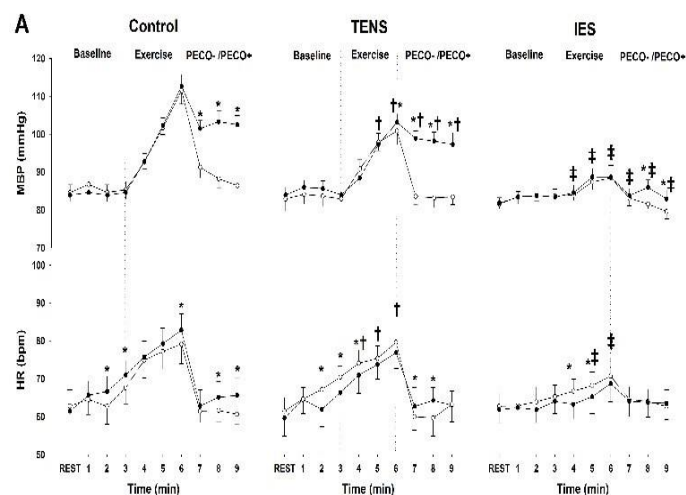 A
Control
TENS
IES
Baseline Exercise PECO- /PECO+
Baseline Exercise PECO- /PECO+
Baseline Exercise PECO- /PECO+
MBP (mmHg)
120
110
100
90
80
70
* * *
† †* *† *† *†
‡ ‡ ‡ ‡ *‡ *‡
HR (bpm)
100
90
80
70
60
50
* * * * *
* * *† † † * *
* *‡ ‡
REST 1 2 3 4 5 6 7 8 9
REST 1 2 3 4 5 6 7 8 9
REST 1 2 3 4 5 6 7 8 9
Time (min)
Time (min)
Time (min)